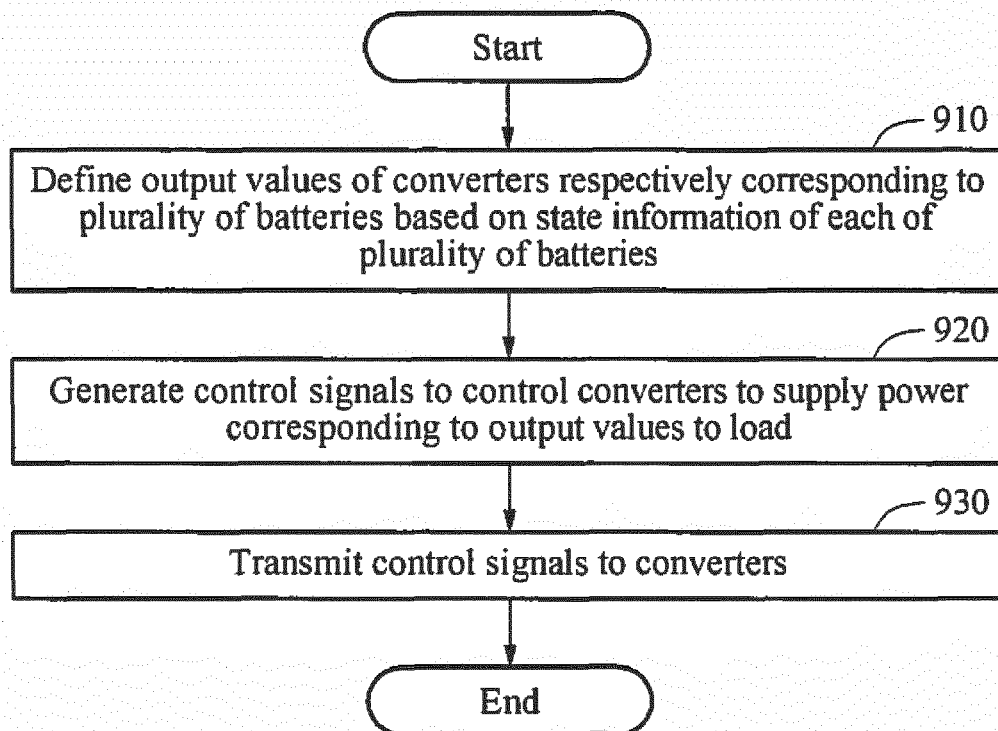 Start
910
Define output values of converters respectively corresponding to
plurality of batteries based on state information of each of
plurality of batteries
920
Generate control signals to control converters to supply power
corresponding to output values to load
930
Transmit control signals to converters
End